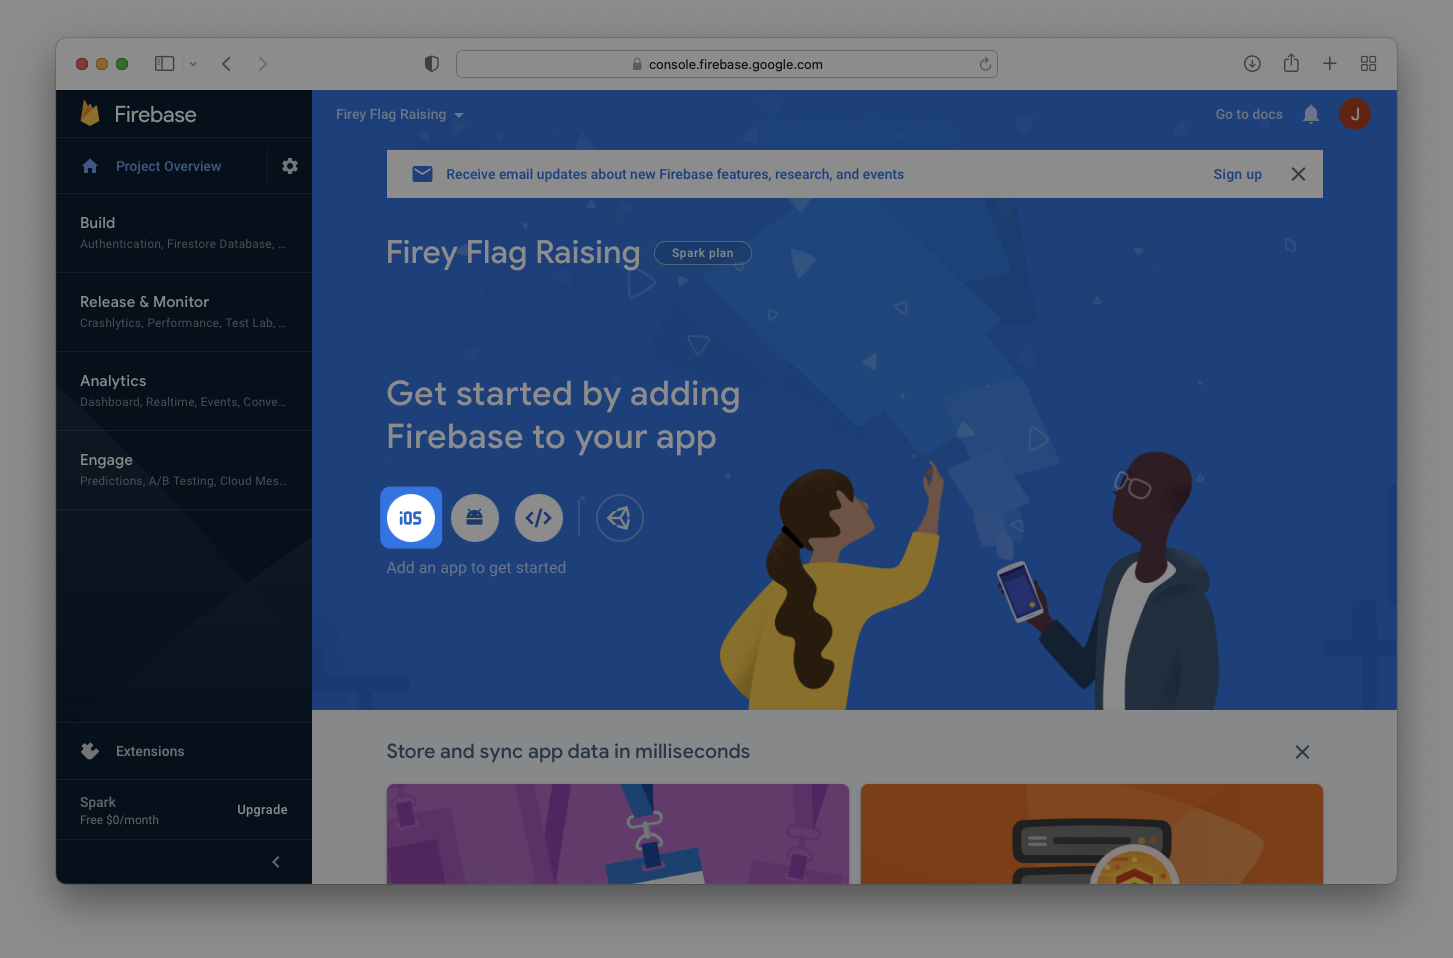 console.firebase.google.com
Firebase
Firey Flag Raising
Go to docs
J
Project Overview
Receive email updates about new Firebase features, research, and events
Sign up
Build
Authentication, Firestore Database, ...
Firey Flag Raising
Spark plan
Release & Monitor
Crashlytics, Performance, Test Lab, ...
Analytics
Dashboard, Realtime, Events, Conve...
Get started by adding
Firebase to your app
Engage
Predictions, A/B Testing, Cloud Mes...
iOS
Add an app to get started
Extensions
Store and sync app data in milliseconds
Spark
Free $0/month
Upgrade